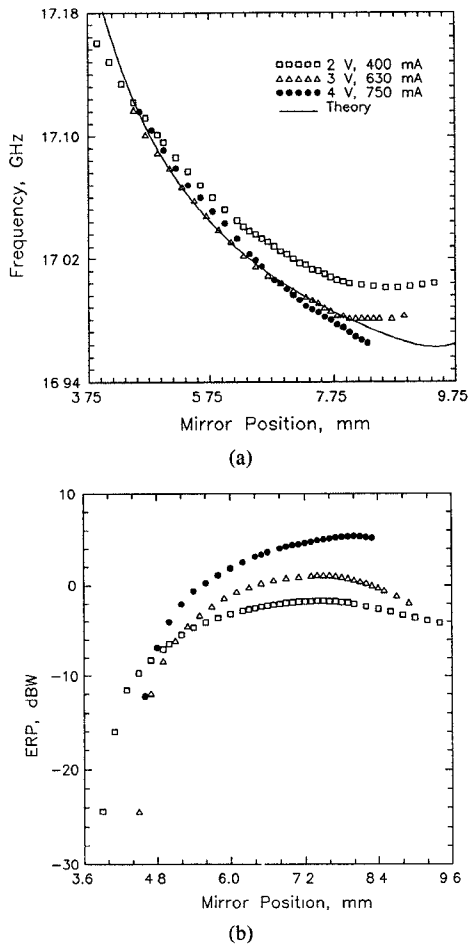 17.18
17.10
17.02
16 94
Frequency, GHz
2 V, 400 mA
3 V, 630 mA
4 V, 750 mA
Theory
3.75 5.75 7.75 9.75
Mirror Position, mm
(a)
10
0
-10
-20
-30
ERP, dBW
3.6 4 8 6.0 7 2 8 4 9 6
Mirror Position, mm
(b)